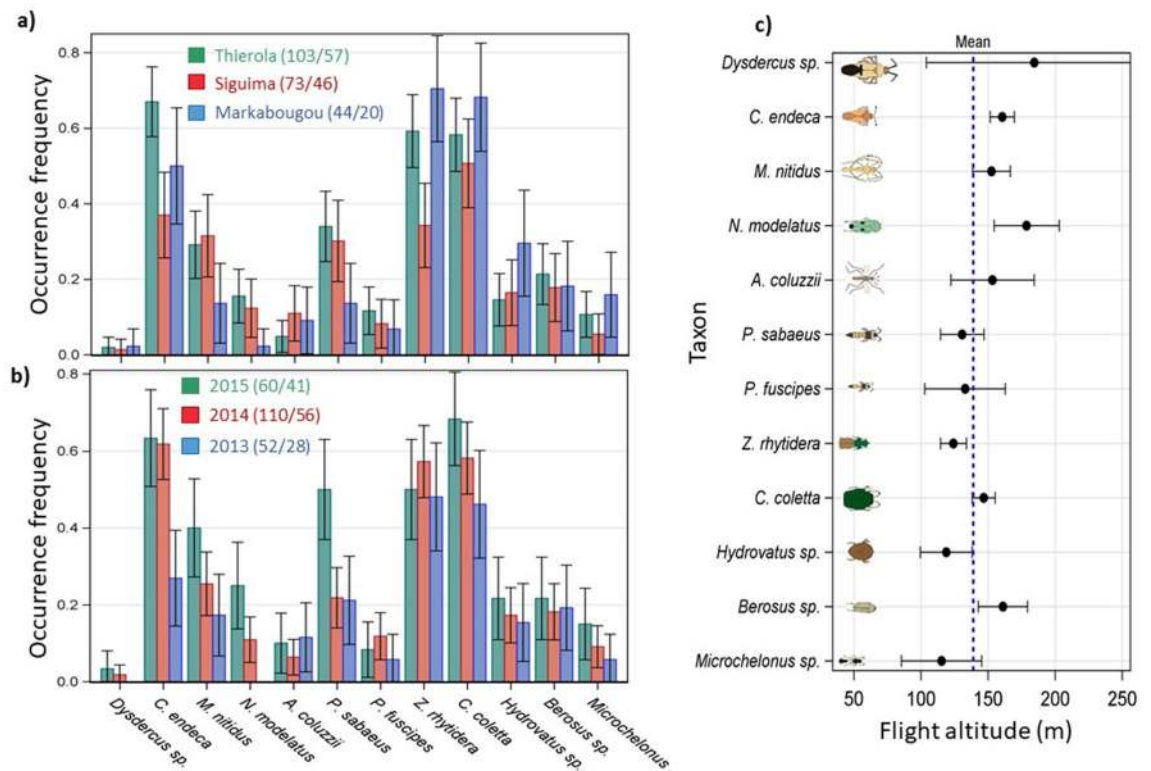 a)
Occurrence frequency
0.8
0.6
0.4
0.2
0.0
Thierola (103/57)
Siguima (73/46)
Markabougou (44/20)
b)
Occurrence frequency
0.8
0.6
0.4
0.2
0.0
2015 (60/41)
2014 (110/56)
2013 (52/28)
Dysdercus sp.
C. endeca
M. nitidus
N. modelatus
A. coluzzii
P. sabaeus
P. fuscipes
Z. rhytidera
C. coletta
Hydrovatus sp.
Berosus sp.
Microchelonus
c)
Mean
Taxon
Dysdercus sp.
C. endeca
M. nitidus
N. modelatus
A. coluzzii
P. sabaeus
P. fuscipes
Z. rhytidera
C. coletta
Hydrovatus sp.
Berosus sp.
Microchelonus sp.
50 100 150 200 250
Flight altitude (m)